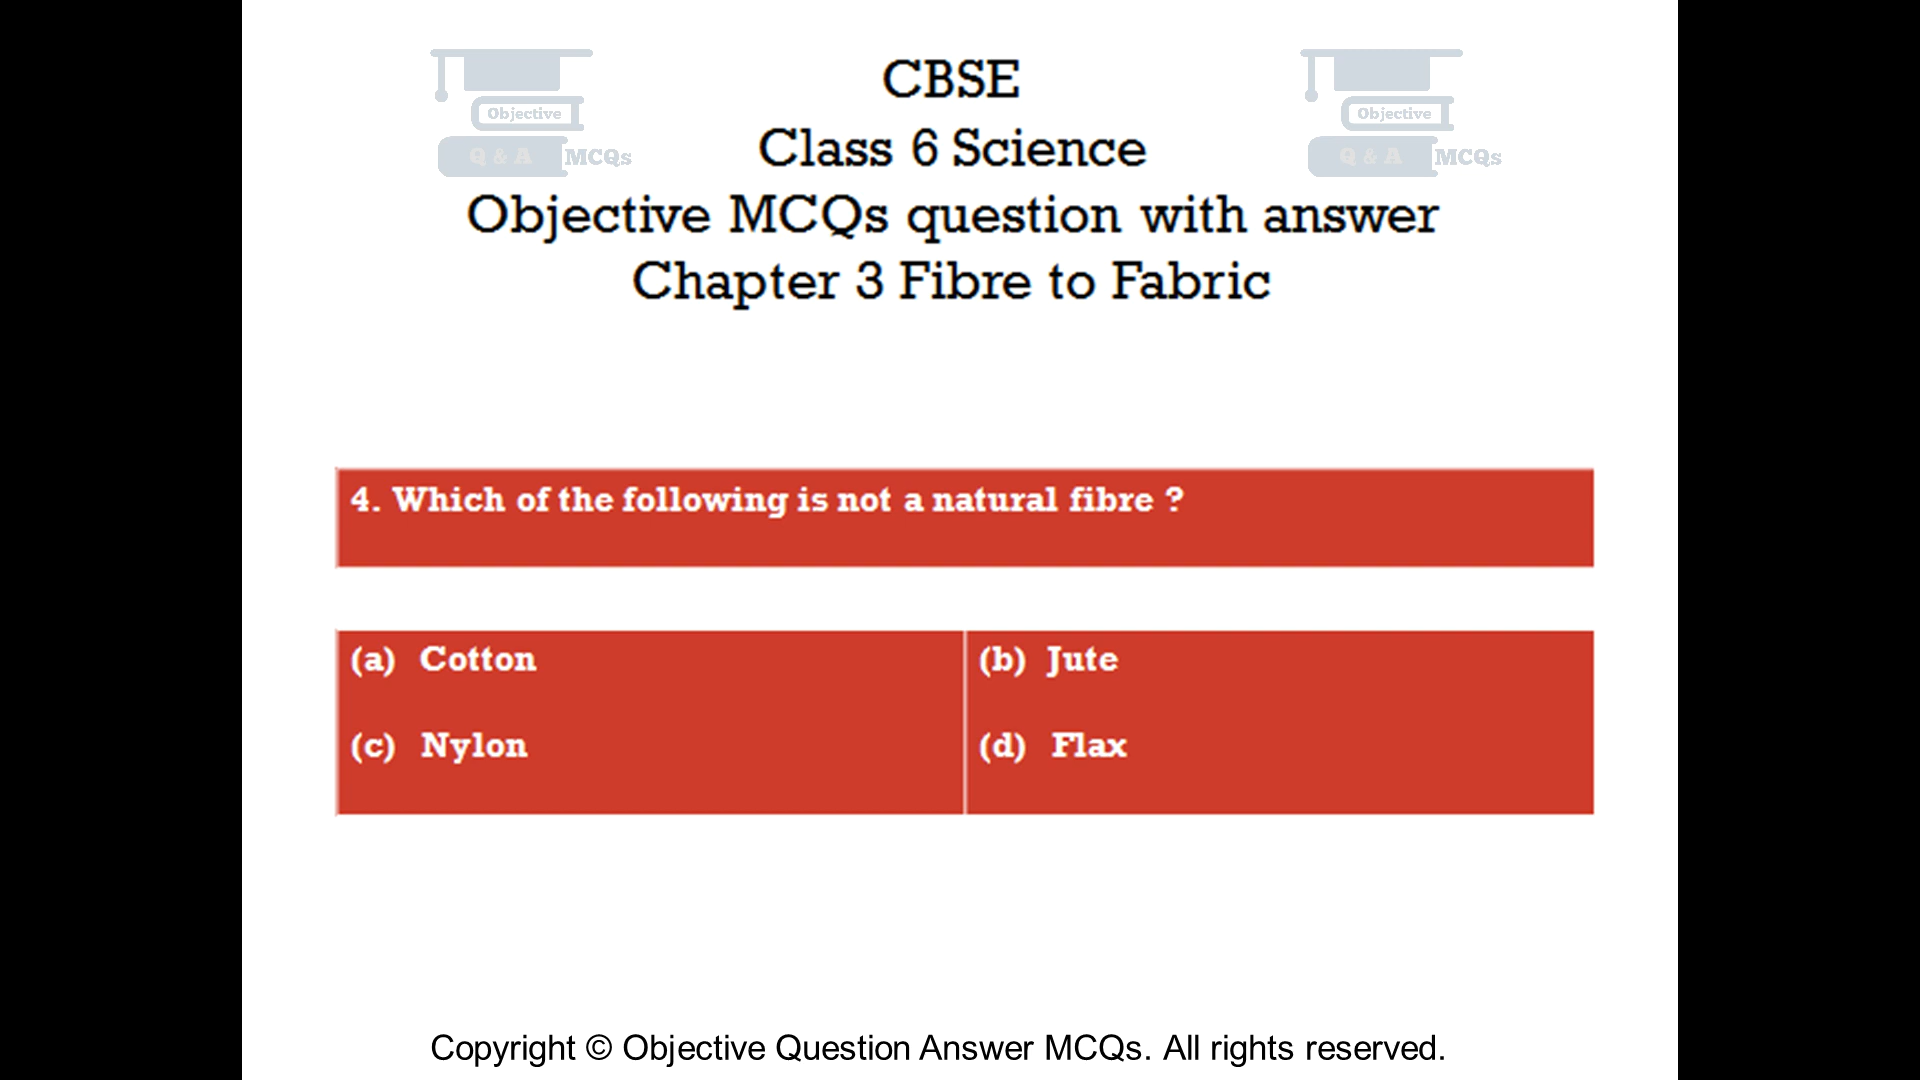 CBSE
Class 6 Science
Objective MCQs question with answer
Chapter 3 Fibre to Fabric
Objective
Q & A MCQs
Objective
Q & A MCQs
4. Which of the following is not a natural fibre ?
(a) Cotton
(b) Jute
(c) Nylon
(d) Flax
Copyright © Objective Question Answer MCQs. All rights reserved.